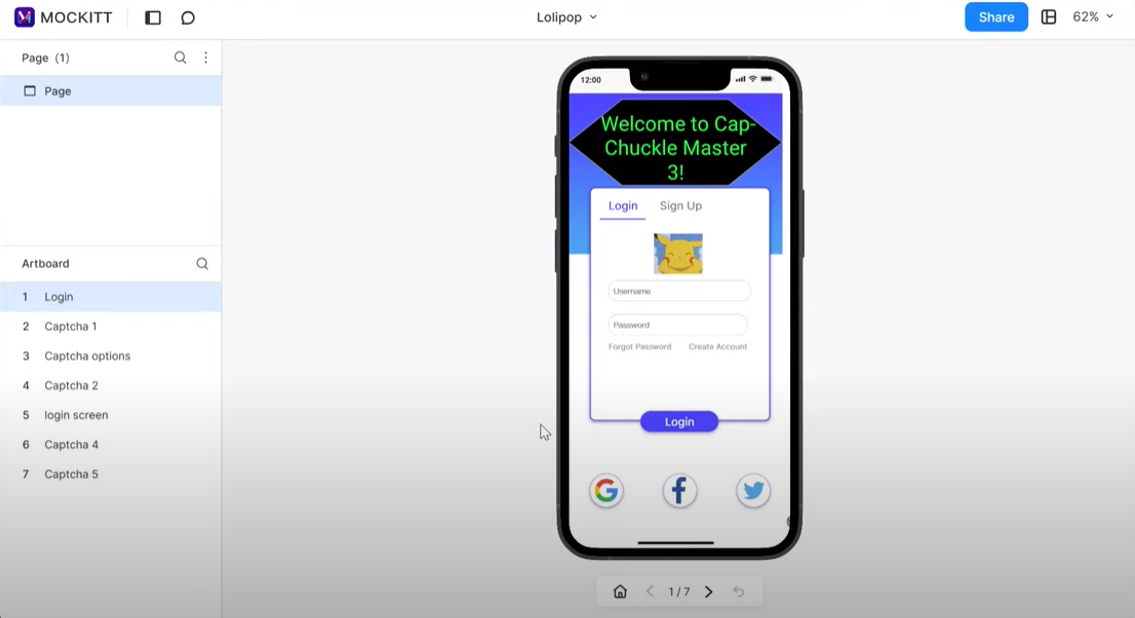 MOCKITT
Lolipop
Share
62%
Page (1)
Page
Artboard
1 Login
2 Captcha 1
3 Captcha options
4 Captcha 2
5 login screen
6 Captcha 4
7 Captcha 5
12:00
Welcome to Cap-
Chuckle Master
3!
Login Sign Up
Username
Password
Forgot Password Create Account
Login
1 / 7